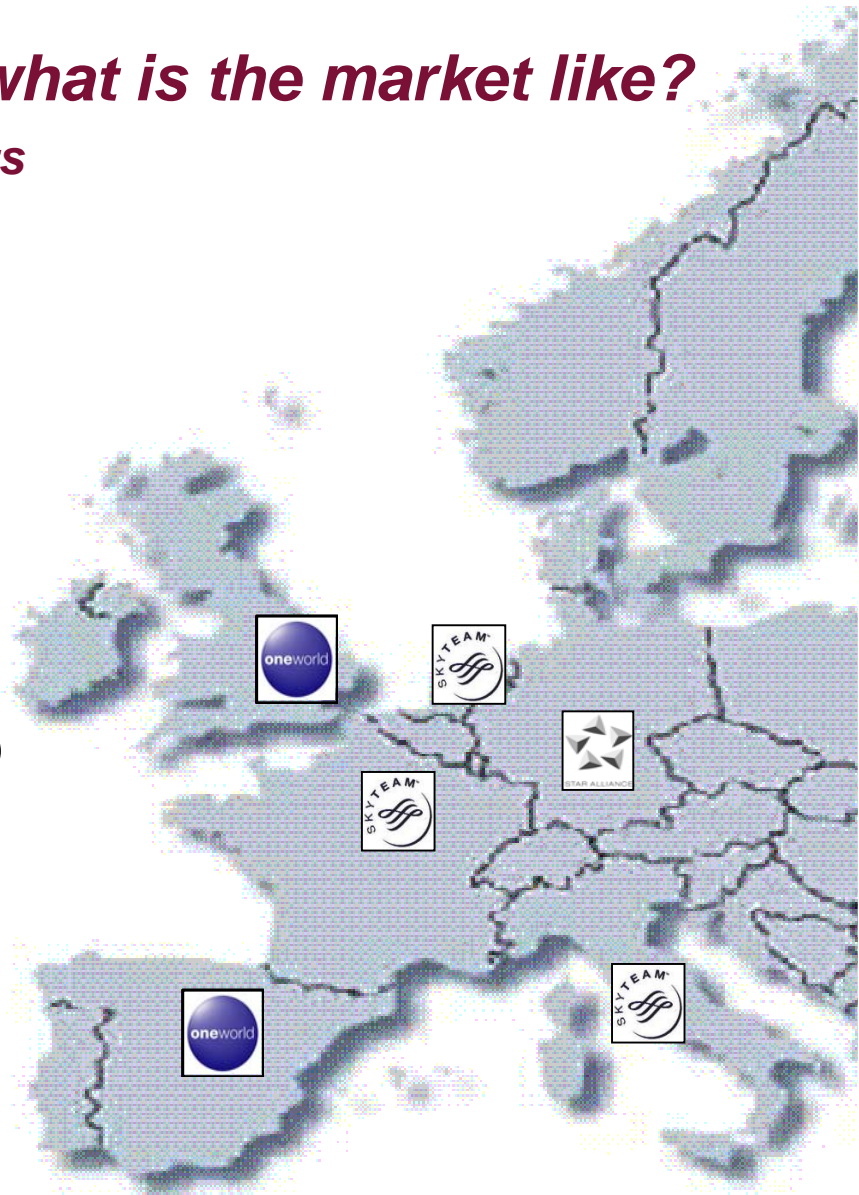 what is the market like?
s
oneworld
SKYTEAM
STAR ALLIANCE
SKYTEAM
SKYTEAM
oneworld
)